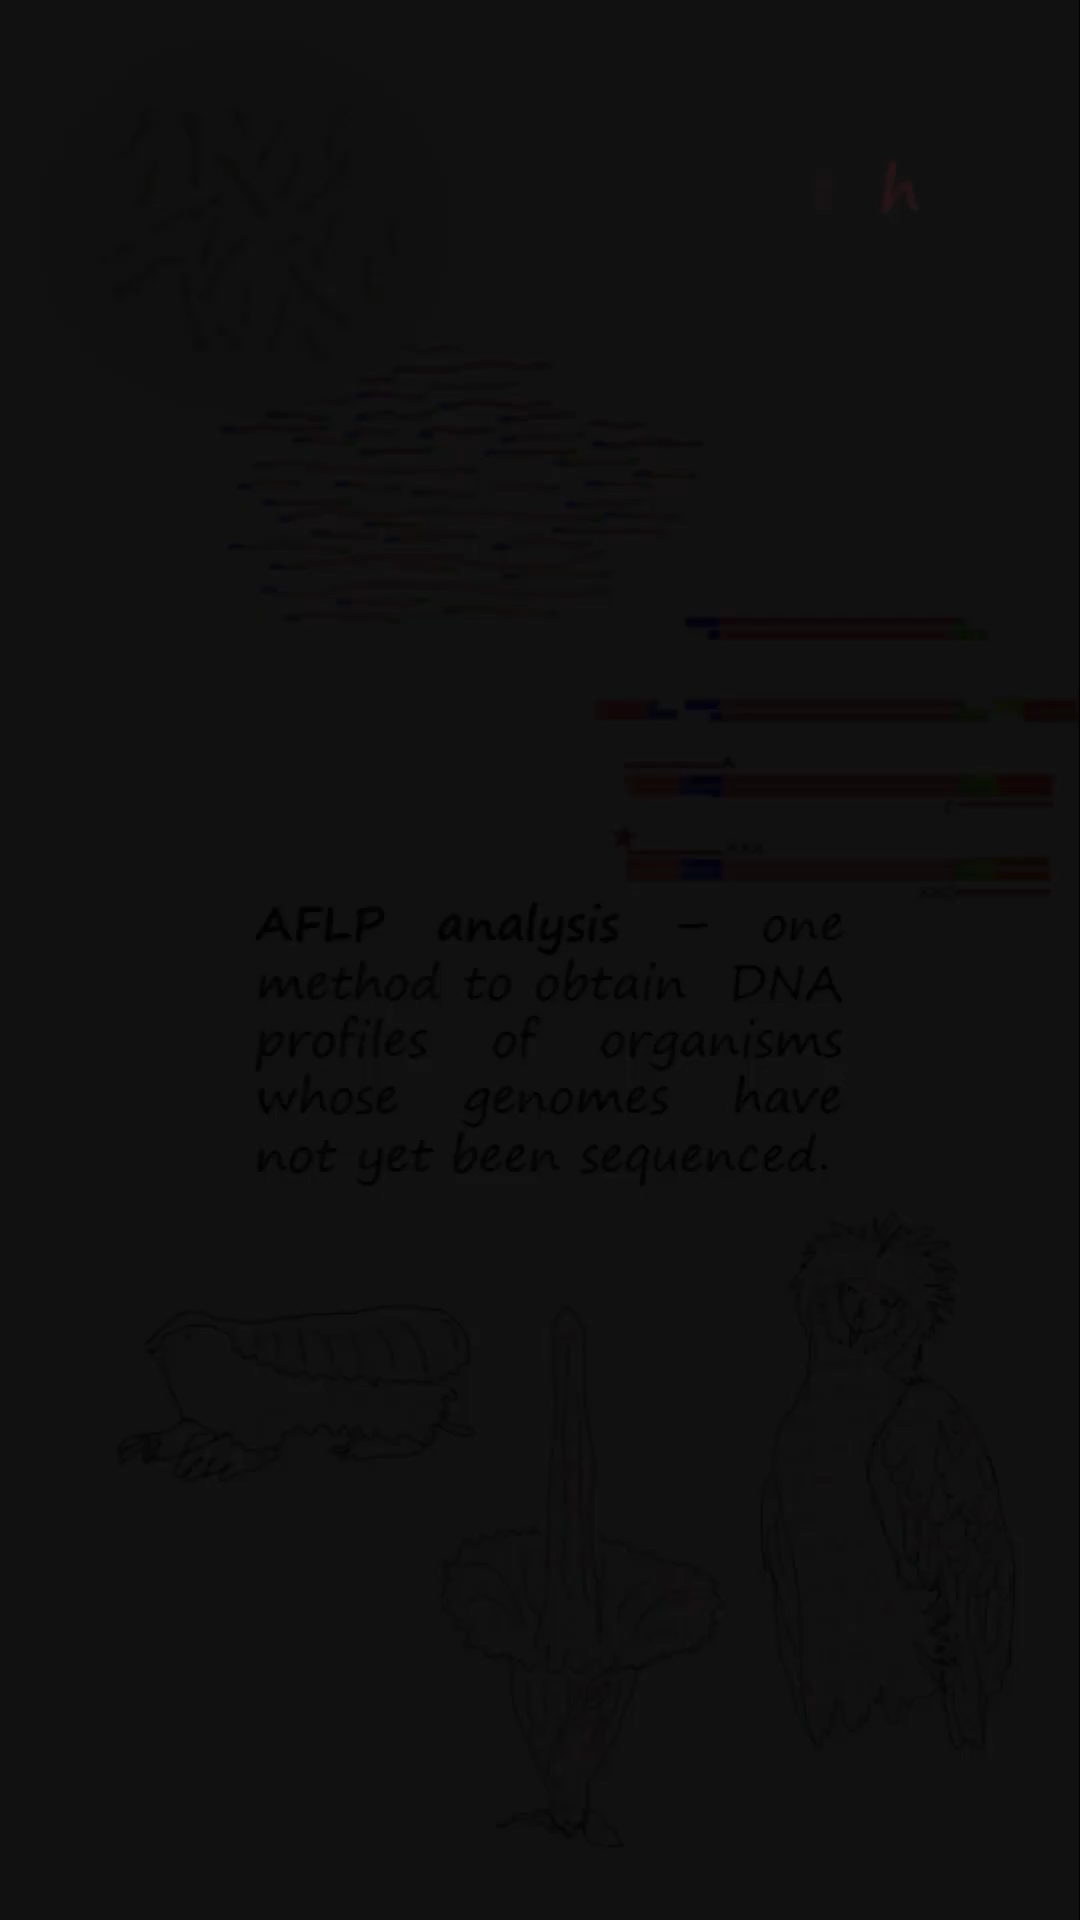 h
A
C
AFLP analysis – one
method to obtain DNA
profiles of organisms
whose genomes have
not yet been sequenced.